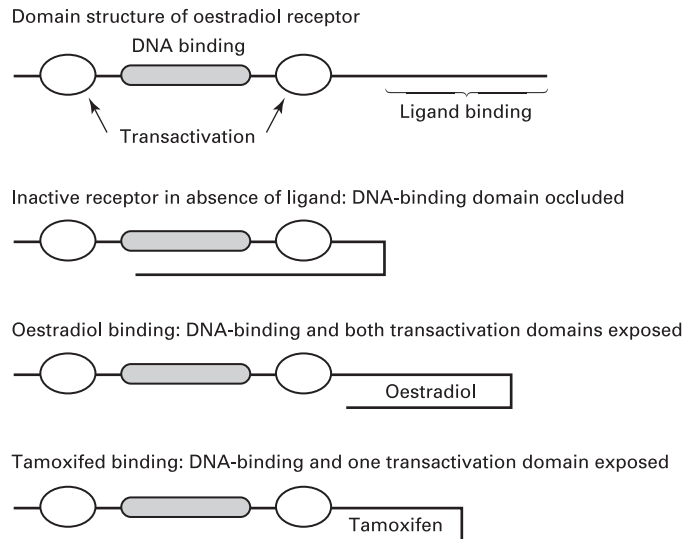 Domain structure of oestradiol receptor
DNA binding
Ligand binding
Transactivation
Inactive receptor in absence of ligand: DNA-binding domain occluded
Oestradiol binding: DNA-binding and both transactivation domains exposed
Oestradiol
Tamoxifed binding: DNA-binding and one transactivation domain exposed
Tamoxifen